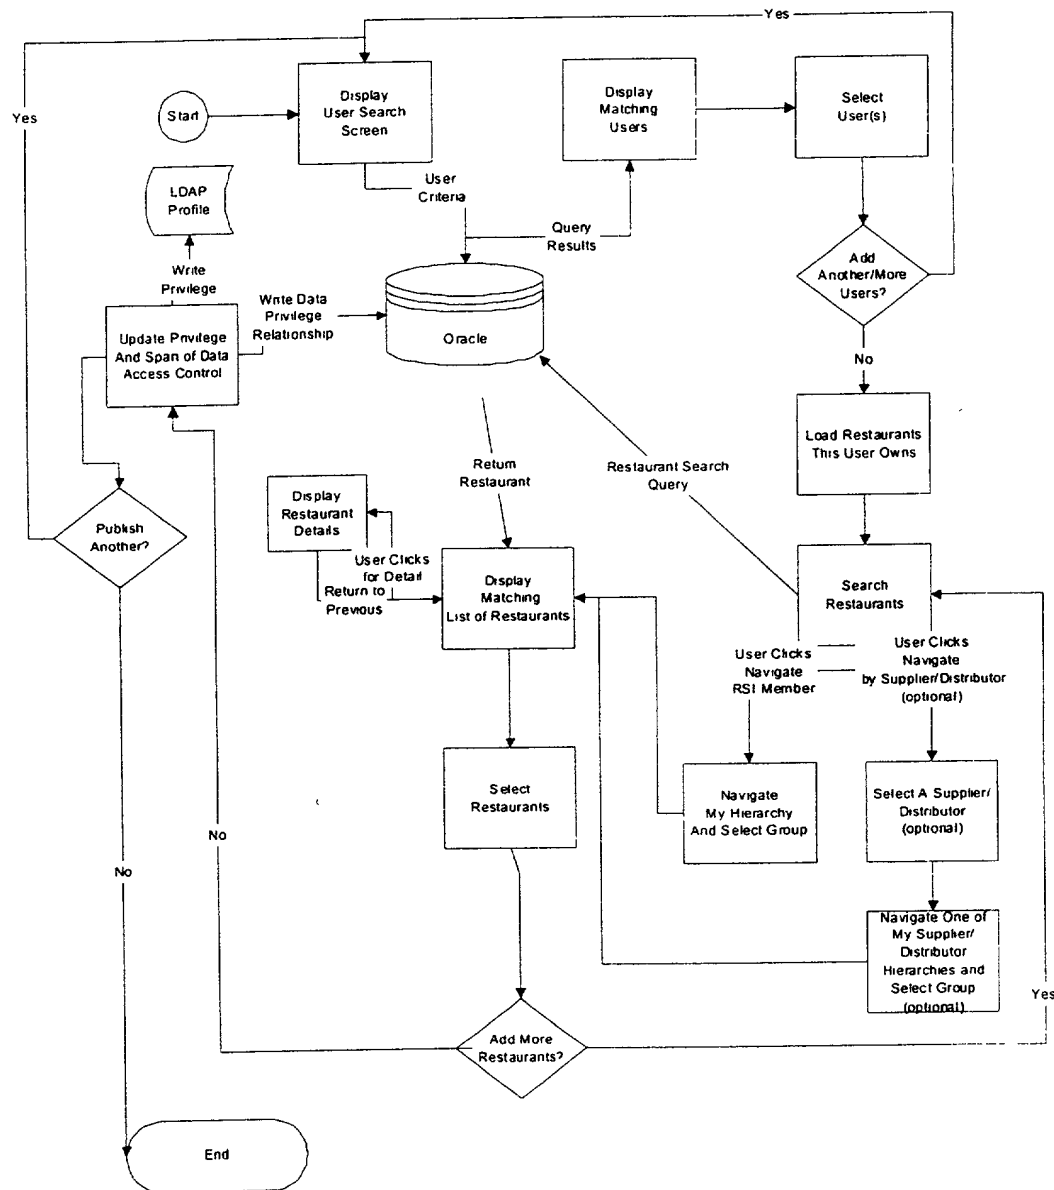 Yes
Yes
Start
Display
User Search
Screen
Display
Matching
Users
Select
User(s)
LDAP
Profile
User
Criteria
Query
Results
Add
Another/More
Users?
Write
Privilege
Write Data
Privilege
Relationship
Update Privilege
And Span of Data
Access Control
Oracle
No
Load Restaurants
This User Owns
Return
Restaurant
Restaurant Search
Query
Display
Restaurant
Details
Publish
Another?
User Clicks
for Detail
Return to
Previous
Display
Matching
List of Restaurants
Search
Restaurants
User Clicks
Navigate
RSI Member
User Clicks
Navigate
by Supplier/Distributor
(optional)
Select
Restaurants
Navigate
My Hierarchy
And Select Group
Select A Supplier/
Distributor
(optional)
No
No
Navigate One of
My Supplier/
Distributor
Hierarchies and
Select Group
(optional)
Yes
Add More
Restaurants?
End